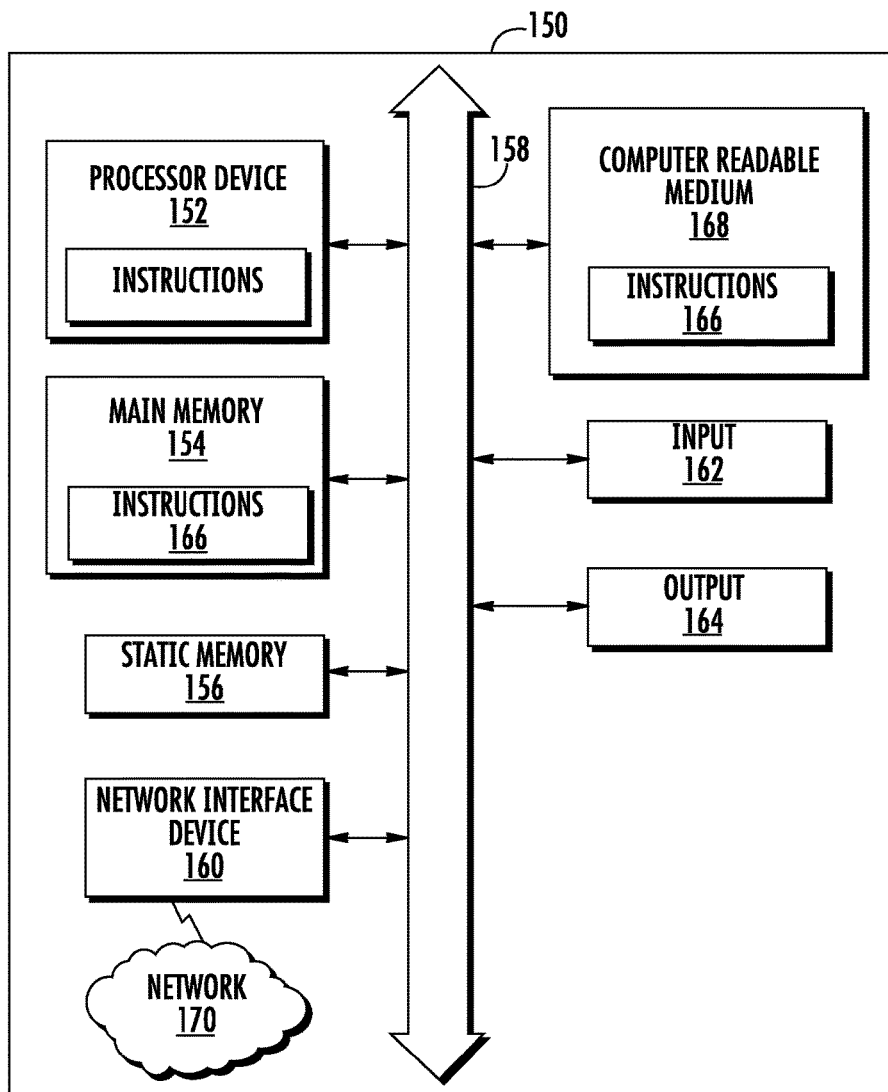 150
158
PROCESSOR DEVICE
152
INSTRUCTIONS
MAIN MEMORY
154
INSTRUCTIONS
166
STATIC MEMORY
156
NETWORK INTERFACE
DEVICE
160
NETWORK
170
COMPUTER READABLE
MEDIUM
168
INSTRUCTIONS
166
INPUT
162
OUTPUT
164